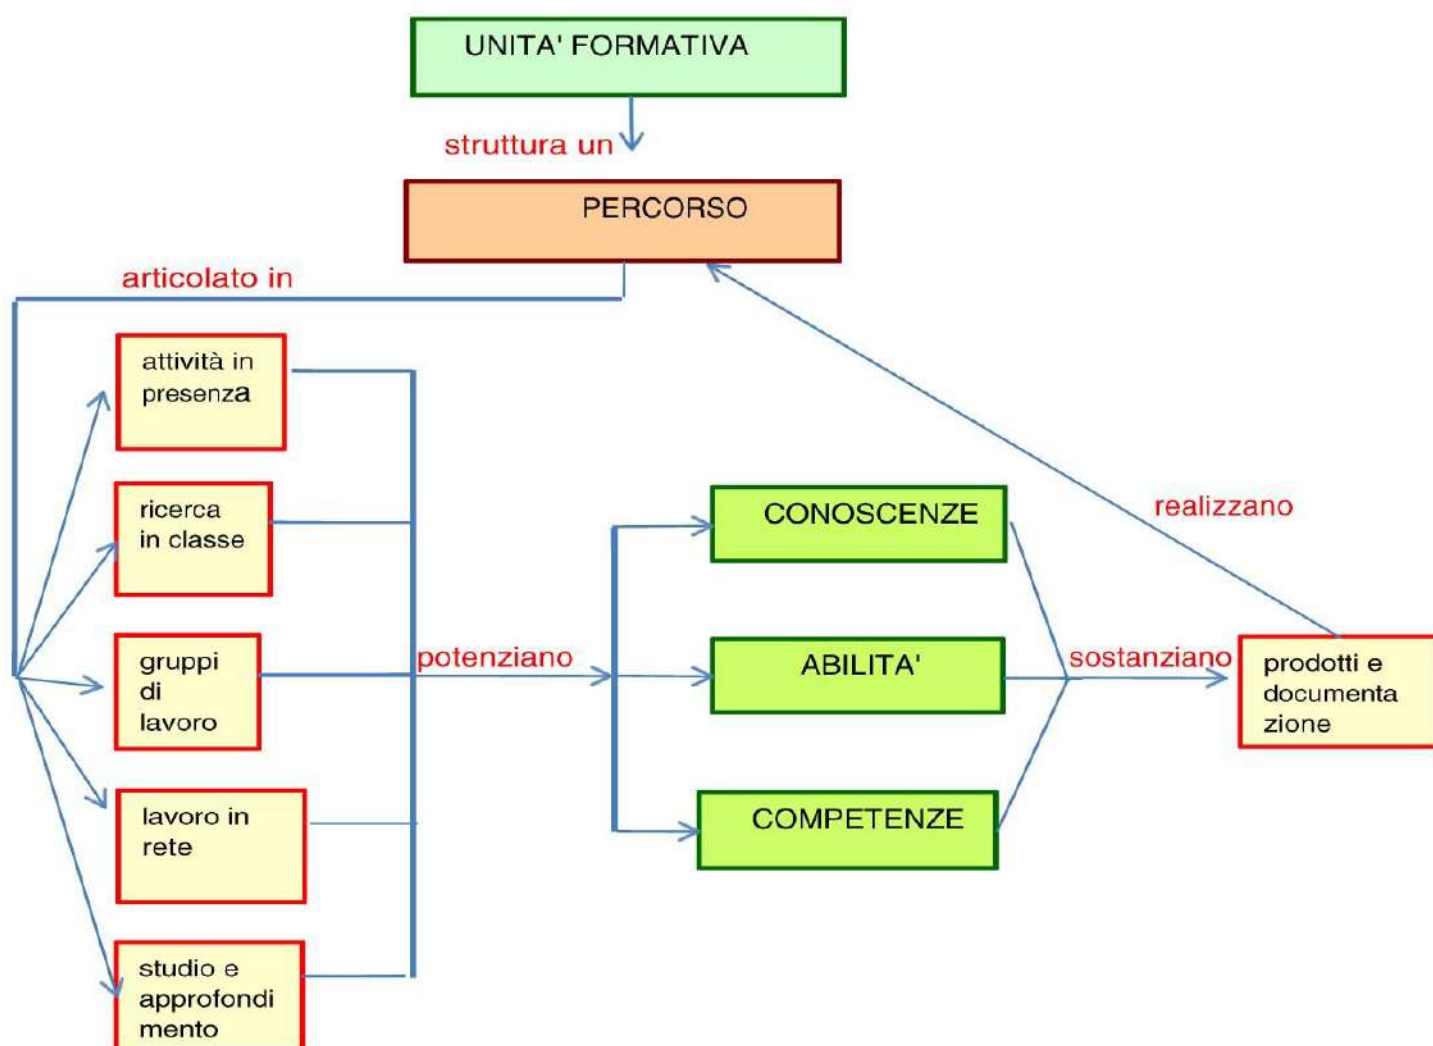 UNITA' FORMATIVA
struttura un
PERCORSO
articolato in
attività in
presenza
ricerca
in classe
gruppi
di
lavoro
lavoro in
rete
studio e
approfondi
mento
potenziano
CONOSCENZE
ABILITA'
COMPETENZE
sostanziano
prodotti e
documenta
zione
realizzano